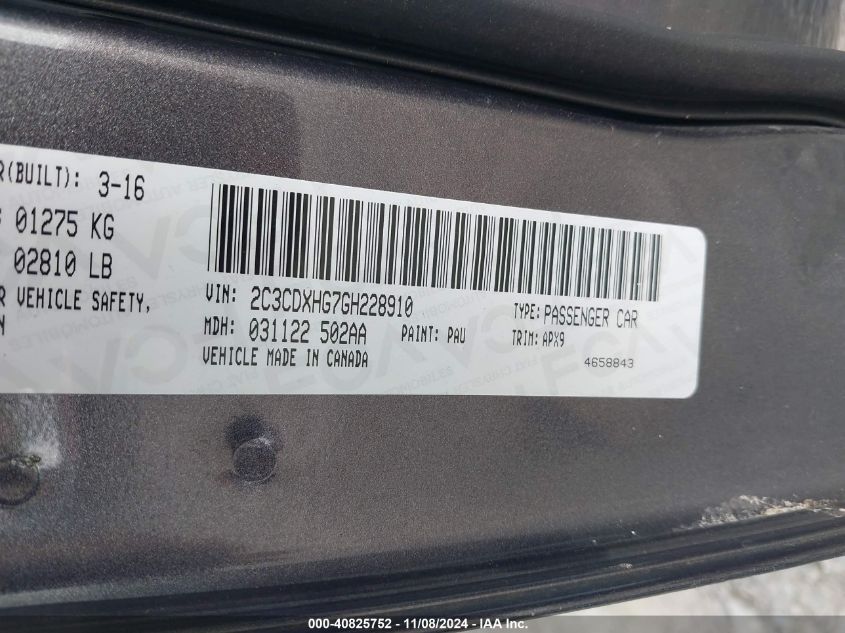 R(BUILT): 3-16
01275 KG
02810 LB
R VEHICLE SAFETY,
N
VIN: 2C3CDXHG7GH228910
TYPE: PASSENGER CAR
MDH: 031122 502AA PAINT: PAU
TRIM: APX9
VEHICLE MADE IN CANADA
4658843
000-40825752 - 11/08/2024 - IAA Inc.